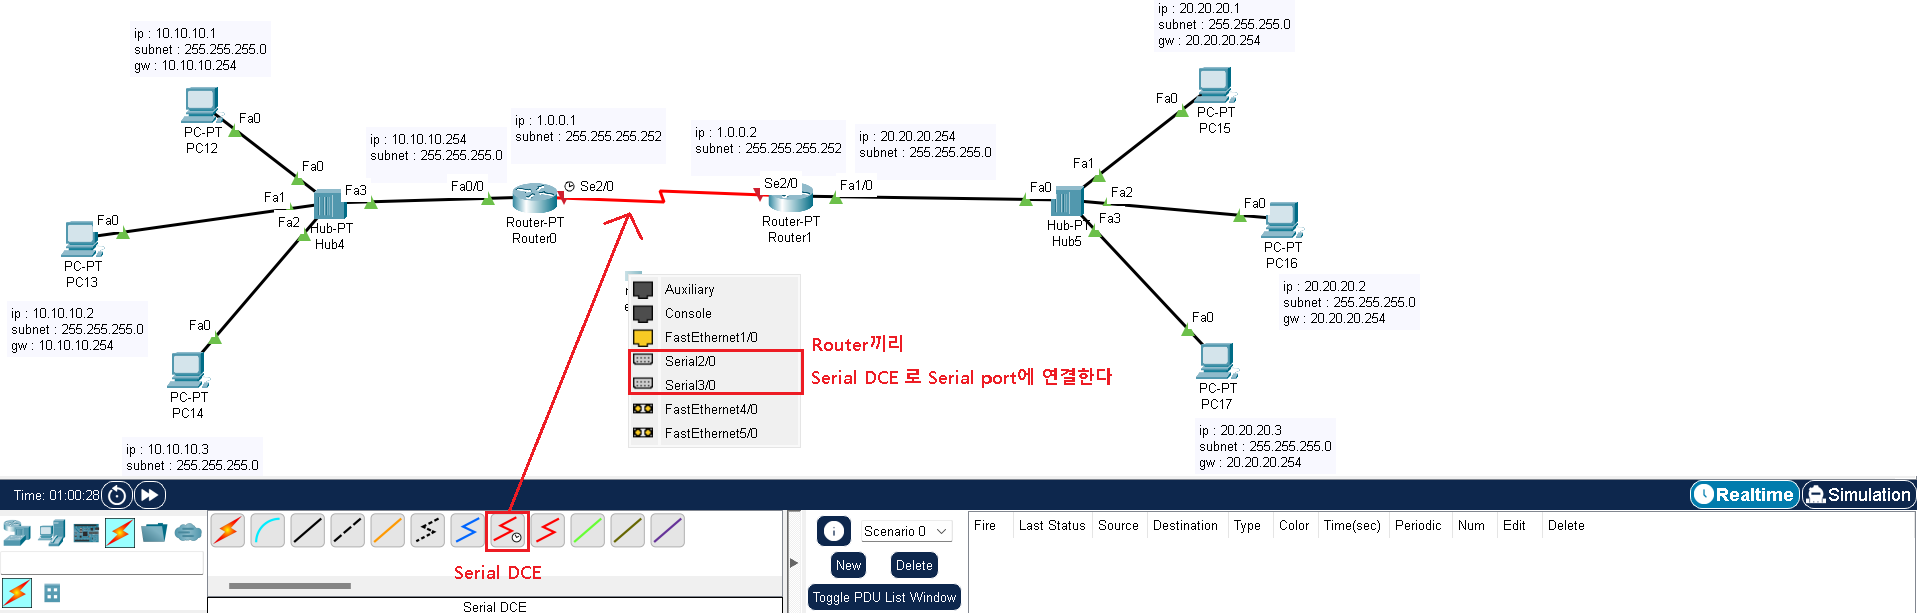 ip : 10.10.10.1
subnet : 255.255.255.0
gw : 10.10.10.254
PC-PT
PC12
Fa0
Fa0
Fa1
Fa2
Fa3
Hub-PT
Hub4
Fa0
PC-PT
PC13
ip : 10.10.10.2
subnet : 255.255.255.0
gw : 10.10.10.254
Fa0
PC-PT
PC14
ip : 10.10.10.3
subnet : 255.255.255.0
ip : 10.10.10.254
subnet : 255.255.255.0
Fa0/0
ip : 1.0.0.1
subnet : 255.255.255.252
Se2/0
Router-PT
Router0
ip : 1.0.0.2
subnet : 255.255.255.252
Se2/0
Router-PT
Router1
ip : 20.20.20.254
subnet : 255.255.255.0
Fa1/0
Fa0
Fa1
Fa2
Fa3
Hub-PT
Hub5
ip : 20.20.20.1
subnet : 255.255.255.0
gw : 20.20.20.254
Fa0
PC-PT
PC15
Fa0
PC-PT
PC16
ip : 20.20.20.2
subnet : 255.255.255.0
gw : 20.20.20.254
Fa0
PC-PT
PC17
ip : 20.20.20.3
subnet : 255.255.255.0
gw : 20.20.20.254
Auxiliary
Console
FastEthernet1/0
Serial2/0
Serial3/0
FastEthernet4/0
FastEthernet5/0
Router끼리
Serial DCE 로 Serial port에 연결한다
Time: 01:00:28
Realtime
Simulation
Serial DCE
Serial DCE
Scenario 0
New
Delete
Toggle PDU List Window
Fire Last Status Source Destination Type Color Time(sec) Periodic Num Edit Delete